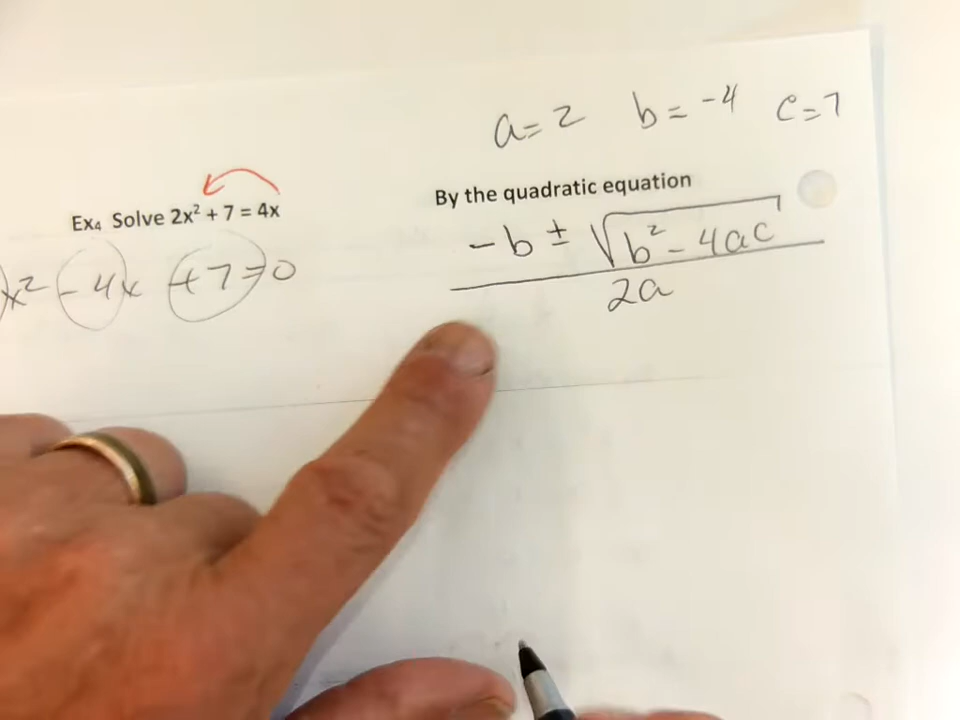 a=2 b=-4 c=7
By the quadratic equation
-b ± √b² - 4ac
2a
Ex₄ Solve 2x² + 7 = 4x
)x² - 4x + 7 = 0